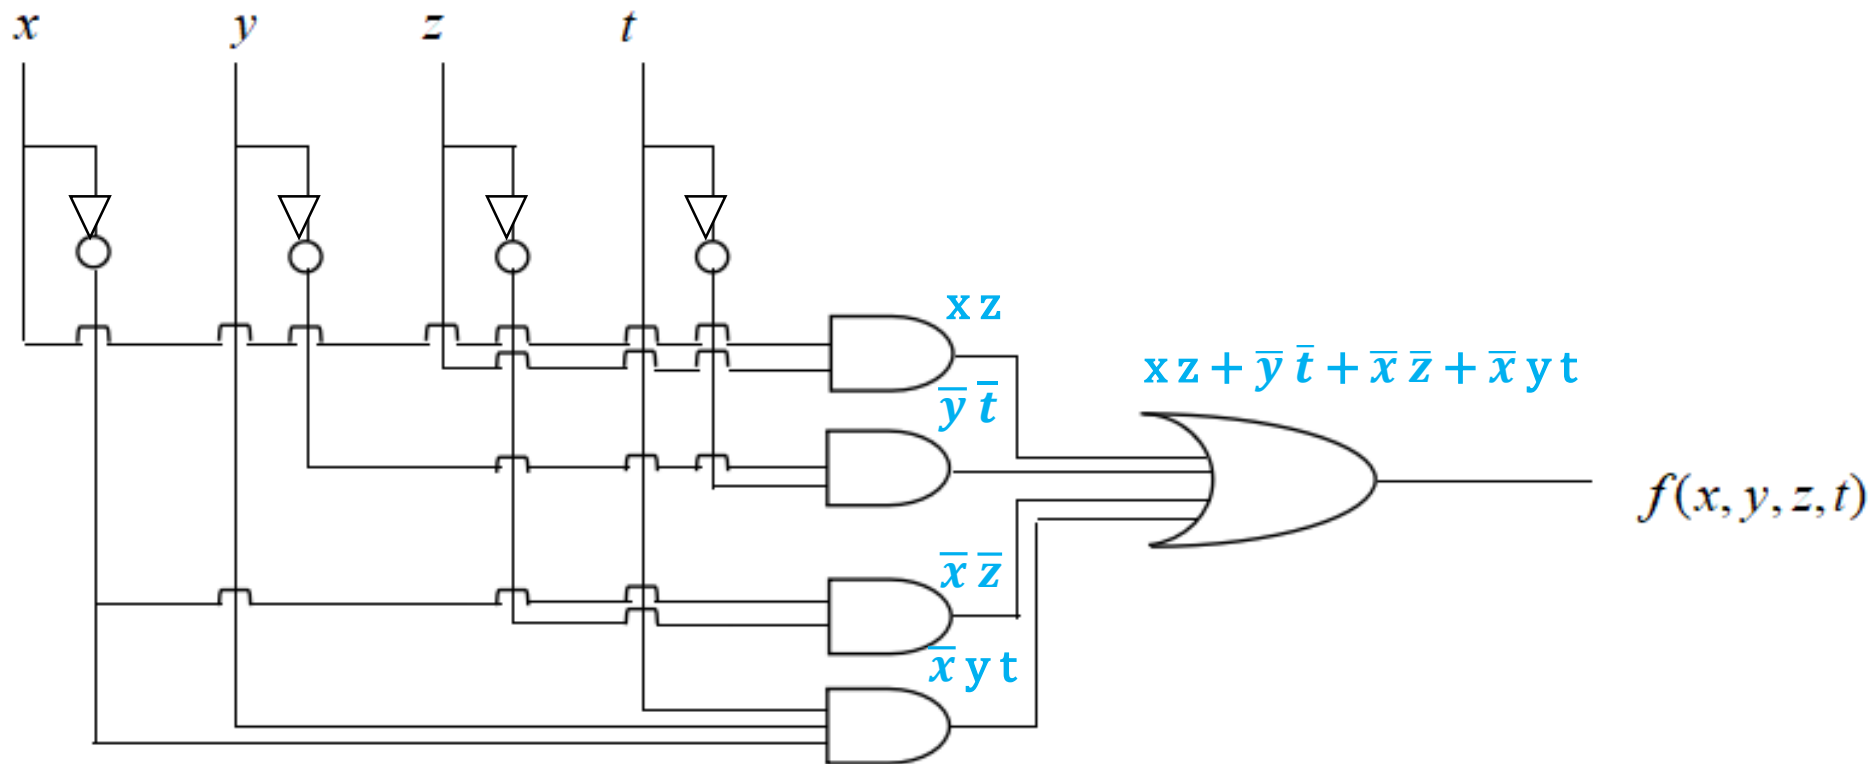 x y z t
x z
x z + y̅ t̅ + x̅ z̅ + x̅ y t
y̅ t̅
f(x, y, z, t)
x̅ z̅
x̅ y t